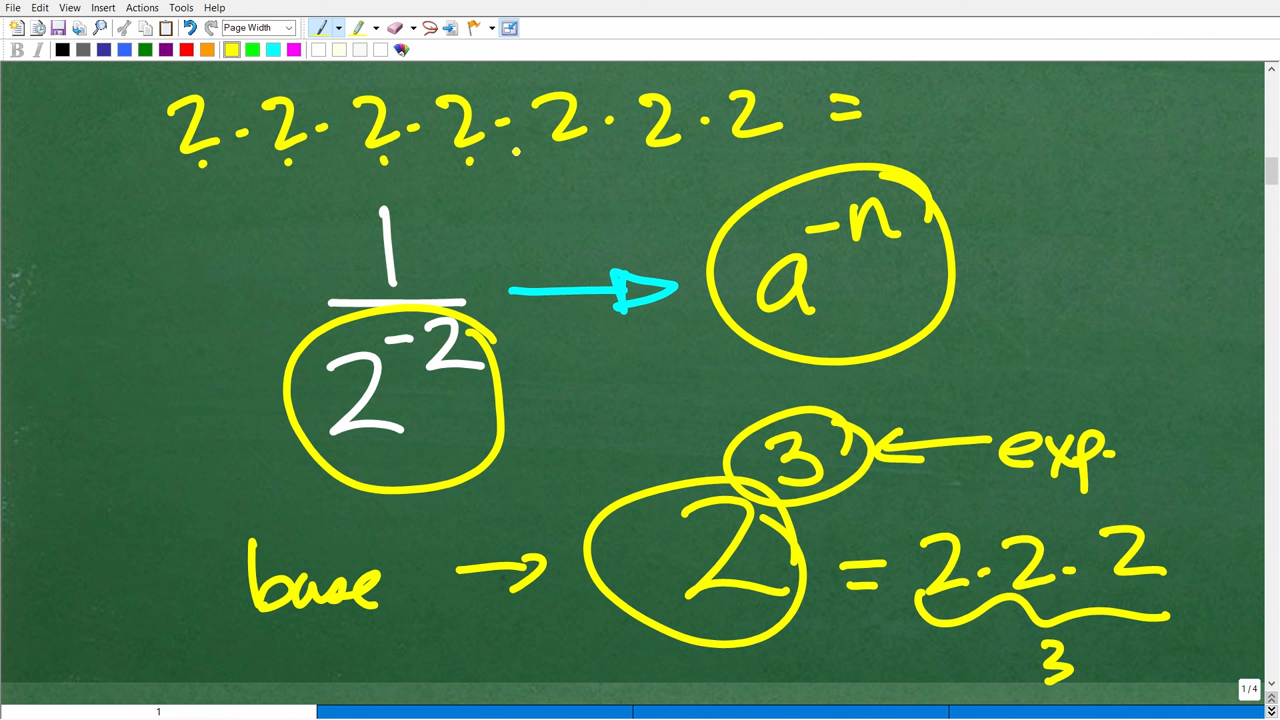 File Edit View Insert Actions Tools Help
Page Width
B I
2 · 2 · 2 · 2 · 2 · 2 · 2 =
1
2⁻²
a⁻ⁿ
3 ← exp.
base → 2 = 2 · 2 · 2
3
1/4
1